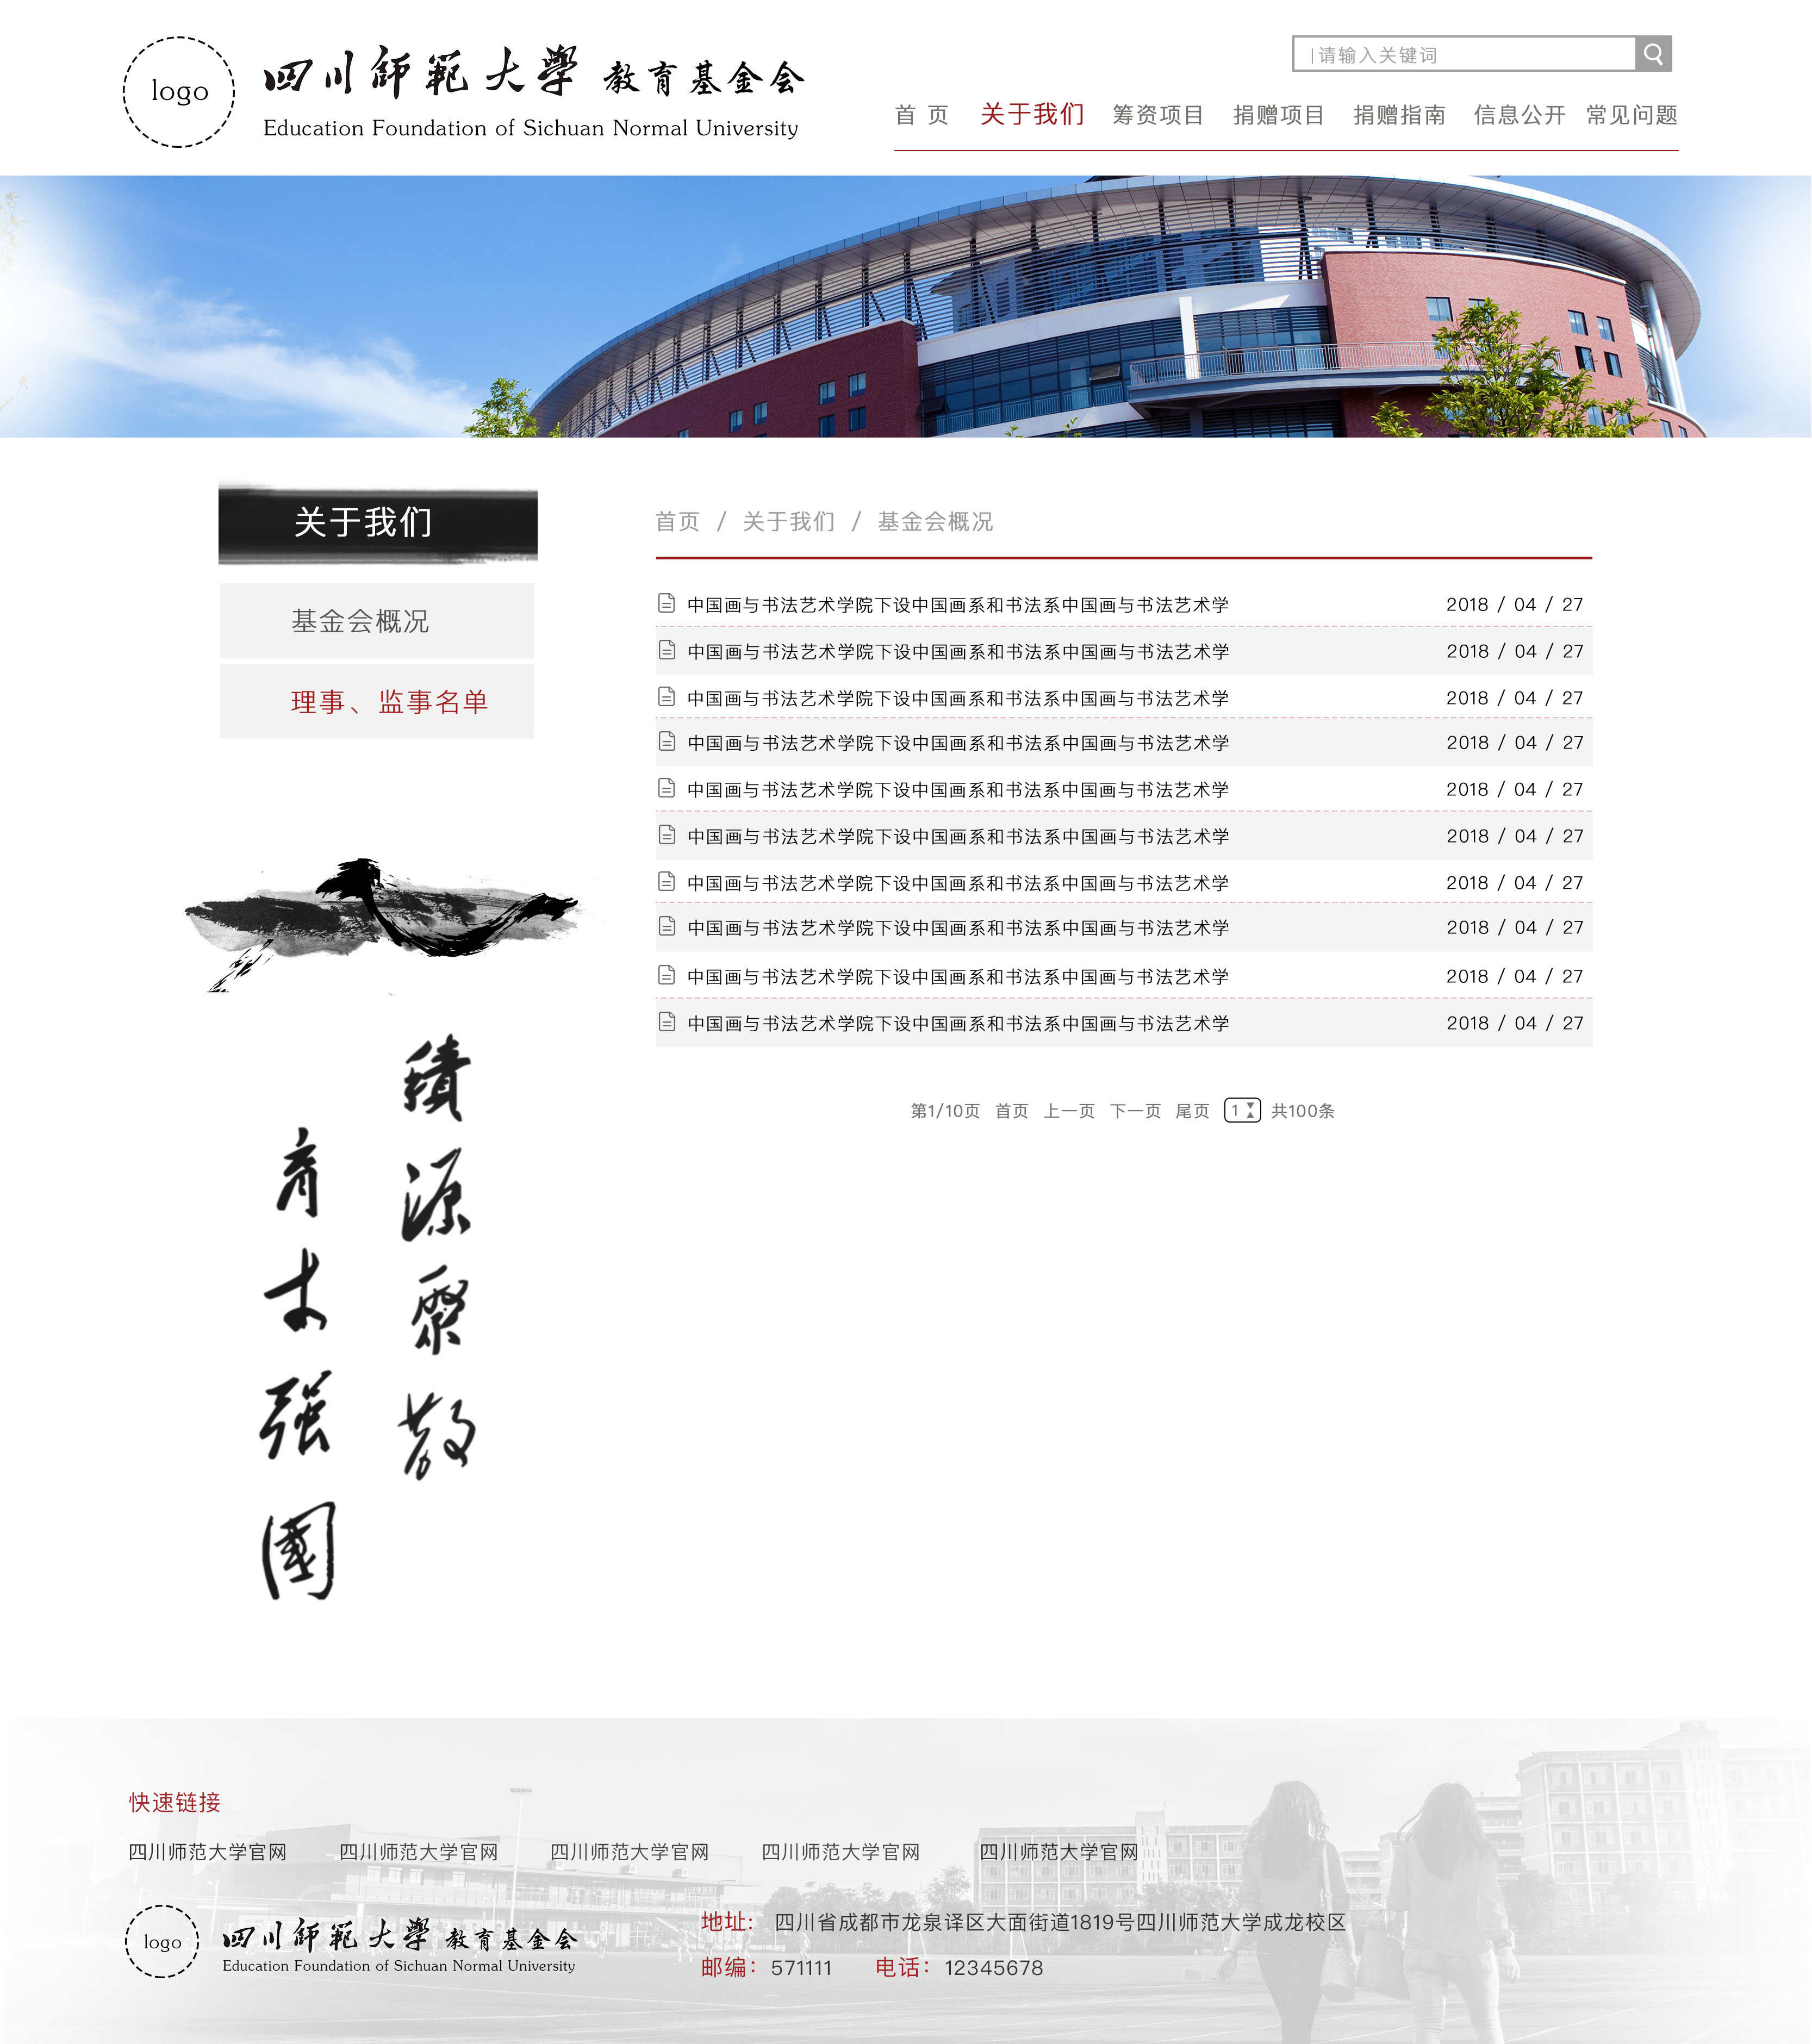 logo
四川師範大學 教育基金会
Education Foundation of Sichuan Normal University
请输入关键词
首 页 关于我们 筹资项目 捐赠项目 捐赠指南 信息公开 常见问题
关于我们
基金会概况
理事、监事名单
首页 / 关于我们 / 基金会概况
中国画与书法艺术学院下设中国画系和书法系中国画与书法艺术学 2018 / 04 / 27
中国画与书法艺术学院下设中国画系和书法系中国画与书法艺术学 2018 / 04 / 27
中国画与书法艺术学院下设中国画系和书法系中国画与书法艺术学 2018 / 04 / 27
中国画与书法艺术学院下设中国画系和书法系中国画与书法艺术学 2018 / 04 / 27
中国画与书法艺术学院下设中国画系和书法系中国画与书法艺术学 2018 / 04 / 27
中国画与书法艺术学院下设中国画系和书法系中国画与书法艺术学 2018 / 04 / 27
中国画与书法艺术学院下设中国画系和书法系中国画与书法艺术学 2018 / 04 / 27
中国画与书法艺术学院下设中国画系和书法系中国画与书法艺术学 2018 / 04 / 27
中国画与书法艺术学院下设中国画系和书法系中国画与书法艺术学 2018 / 04 / 27
中国画与书法艺术学院下设中国画系和书法系中国画与书法艺术学 2018 / 04 / 27
第1/10页 首页 上一页 下一页 尾页 1 共100条
積源聚教
育才強國
快速链接
四川师范大学官网 四川师范大学官网 四川师范大学官网 四川师范大学官网 四川师范大学官网
logo
四川師範大學 教育基金会
Education Foundation of Sichuan Normal University
地址: 四川省成都市龙泉译区大面街道1819号四川师范大学成龙校区
邮编: 571111 电话: 12345678